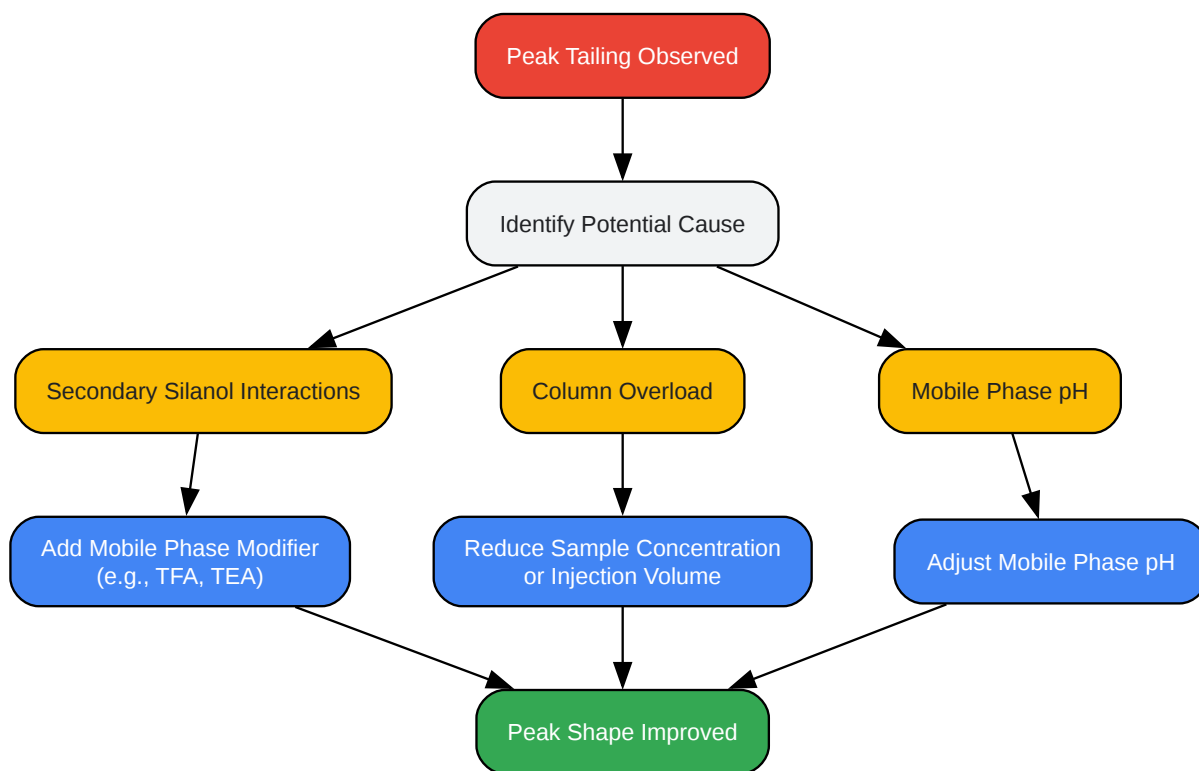 Peak Tailing Observed
Identify Potential Cause
Secondary Silanol Interactions
Column Overload
Mobile Phase pH
Add Mobile Phase Modifier
(e.g., TFA, TEA)
Reduce Sample Concentration
or Injection Volume
Adjust Mobile Phase pH
Peak Shape Improved